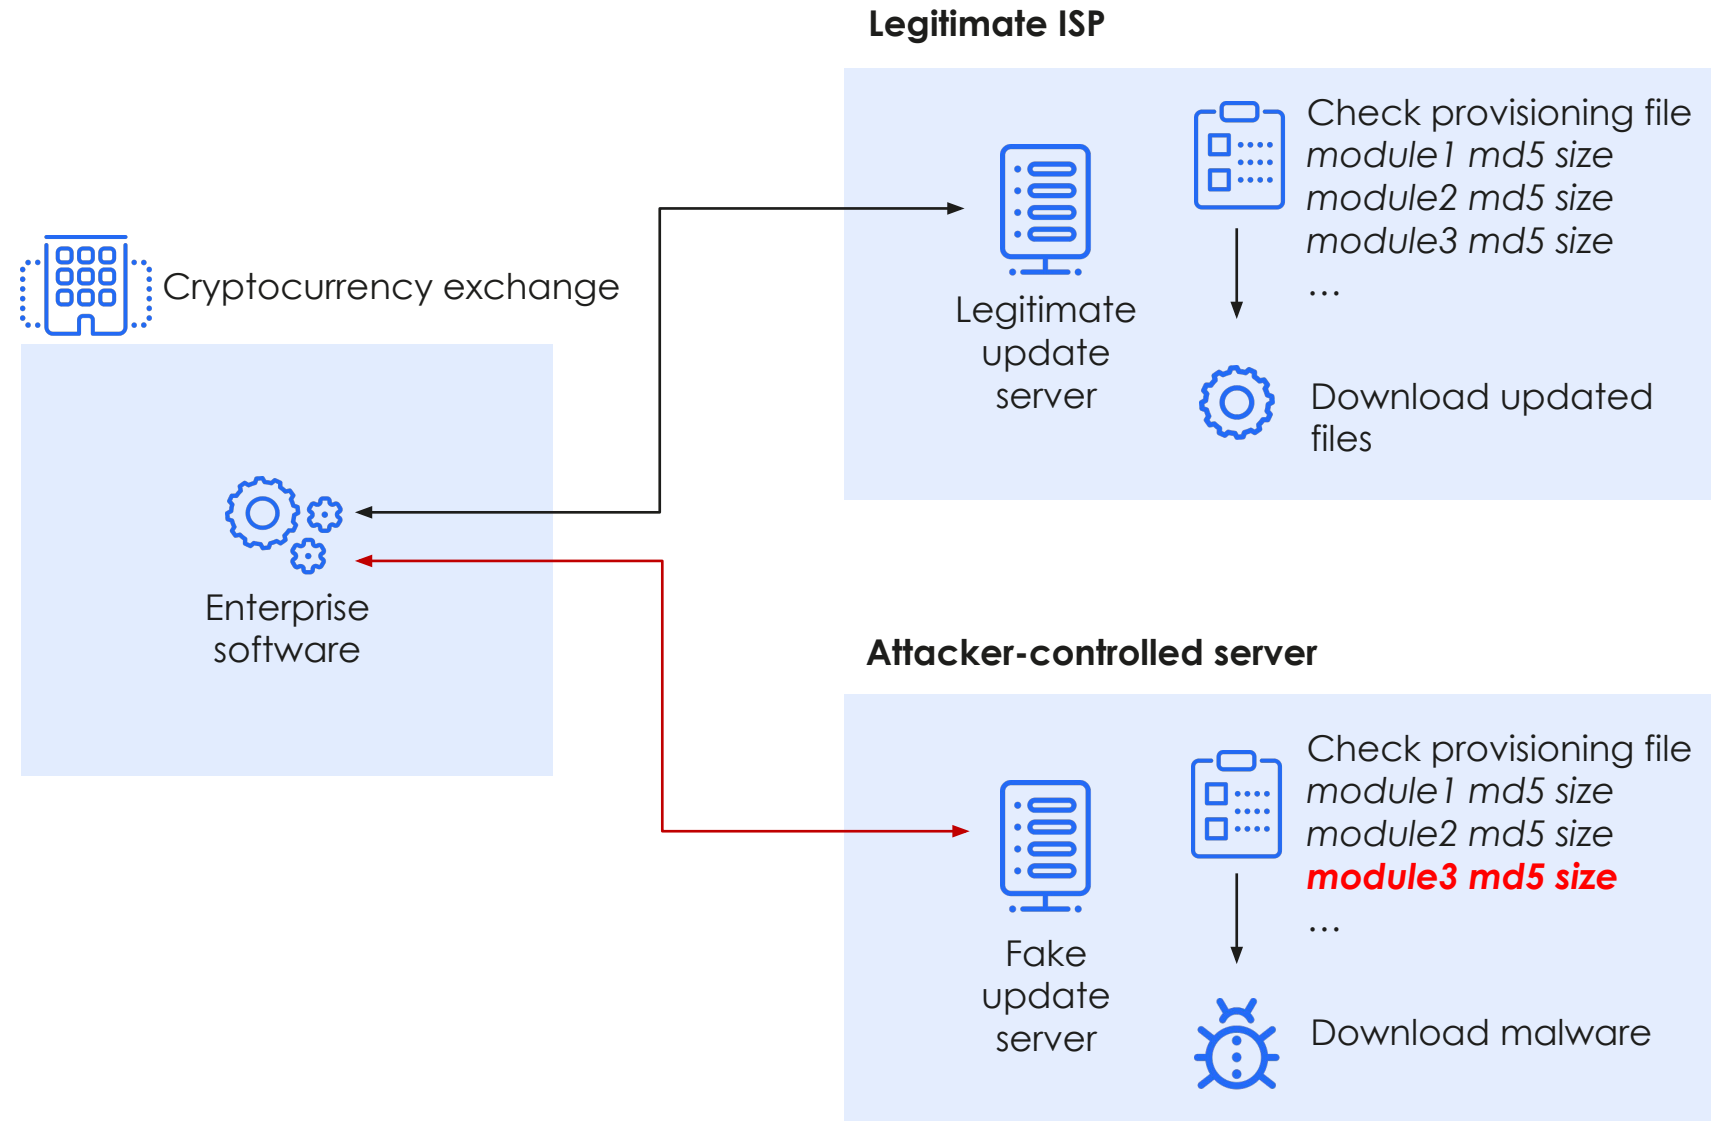 Legitimate ISP
Check provisioning file
module1 md5 size
module2 md5 size
module3 md5 size
…
Legitimate
update
server
Download updated
files
Cryptocurrency exchange
Enterprise
software
Attacker-controlled server
Check provisioning file
module1 md5 size
module2 md5 size
module3 md5 size
…
Fake
update
server
Download malware